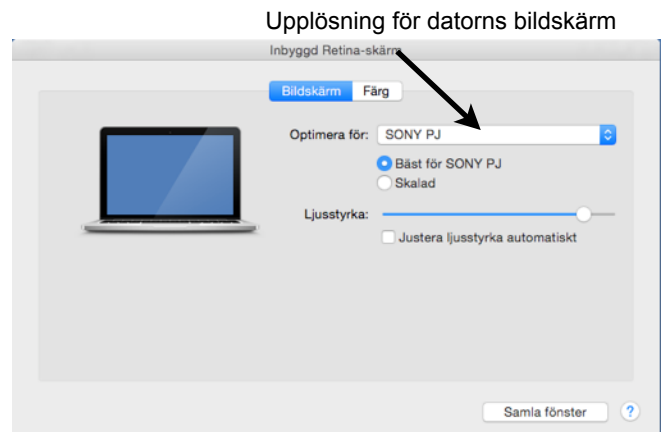 Upplösning för datorns bildskärm
Inbyggd Retina-skärm
Bildskärm Färg
Optimera för: SONY PJ
Bäst för SONY PJ
Skalad
Ljusstyrka:
Justera ljusstyrka automatiskt
Samla fönster ?